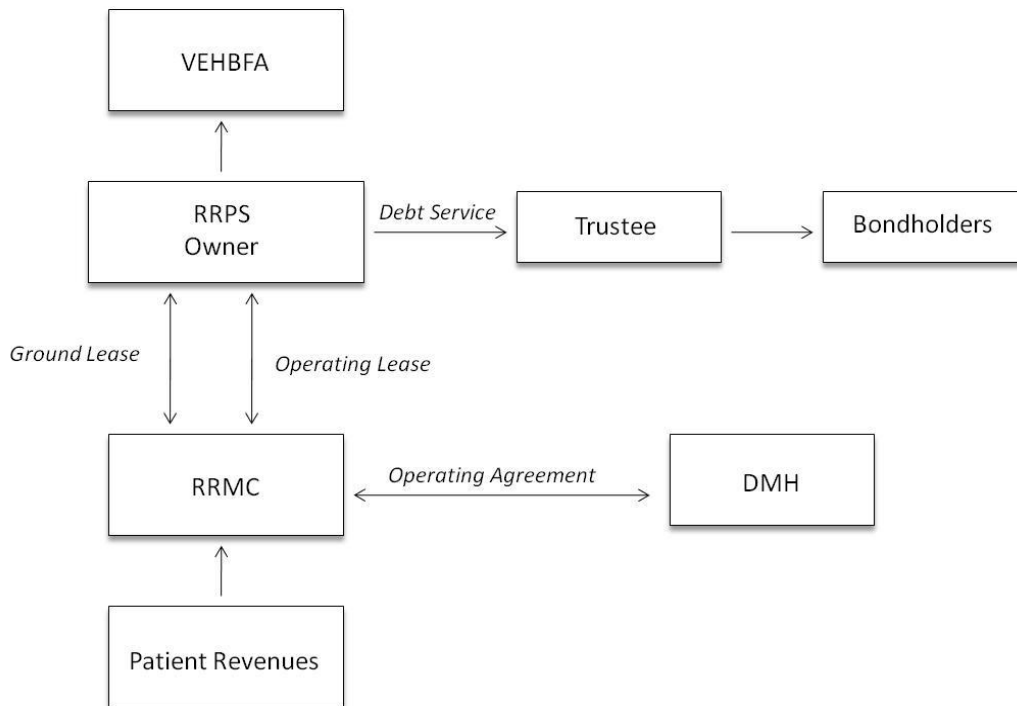 VEHBFA
RRPS
Owner
Debt Service
Trustee
Bondholders
Ground Lease
Operating Lease
RRMC
Operating Agreement
DMH
Patient Revenues